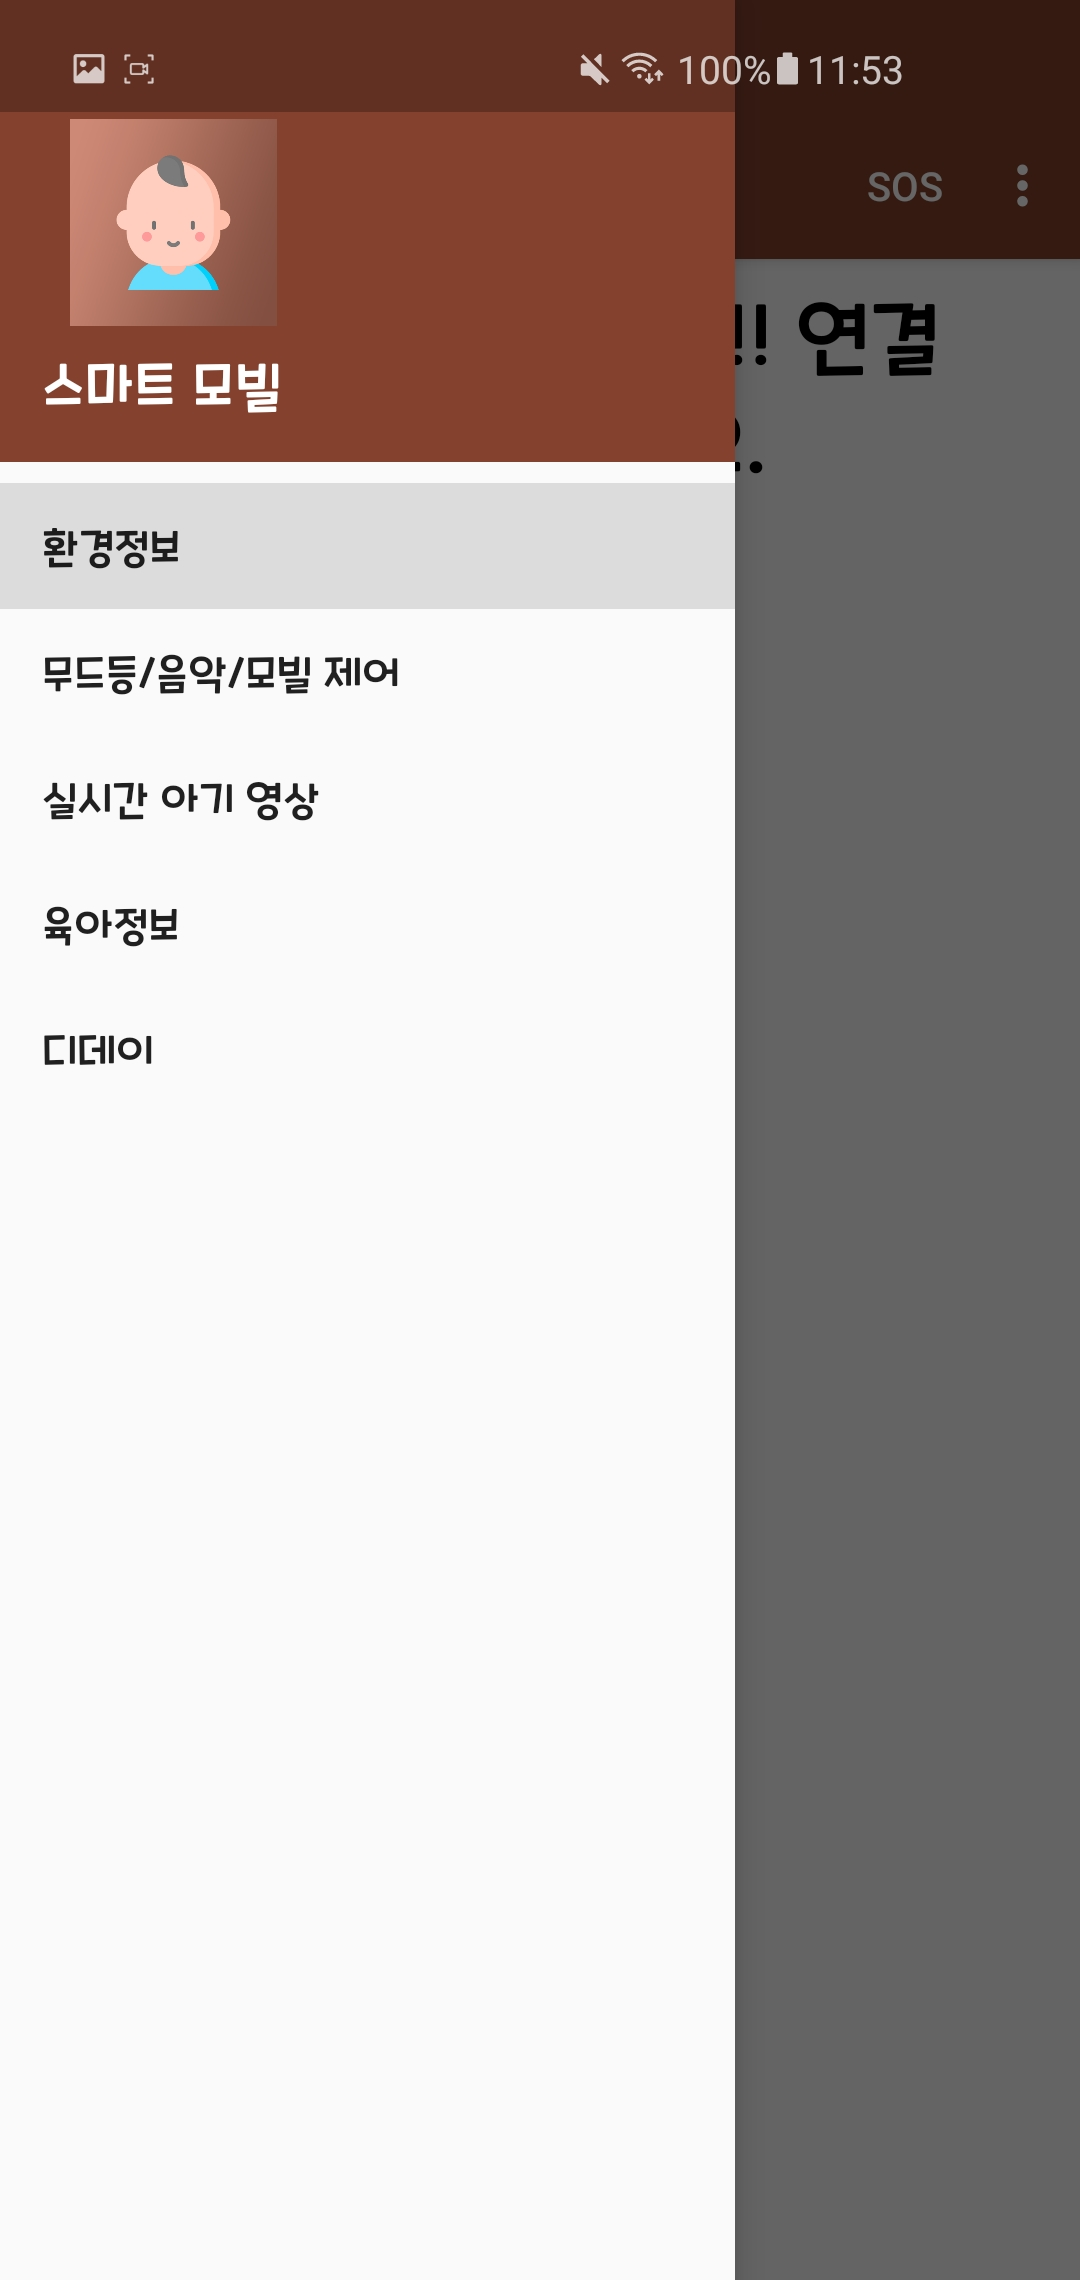 100% 11:53
SOS
스마트 모빌
!! 연결
환경정보
무드등/음악/모빌 제어
실시간 아기 영상
육아정보
디데이